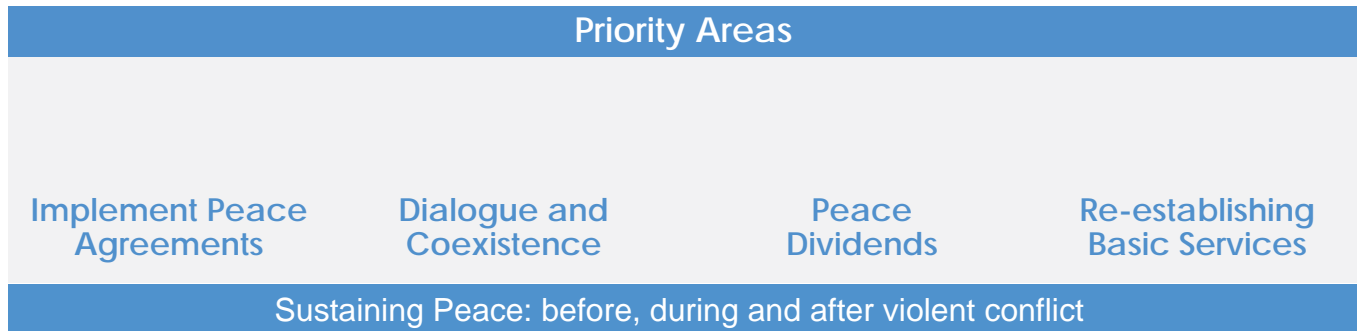 Priority Areas
Implement Peace
Agreements
Dialogue and
Coexistence
Peace
Dividends
Re-establishing
Basic Services
Sustaining Peace: before, during and after violent conflict